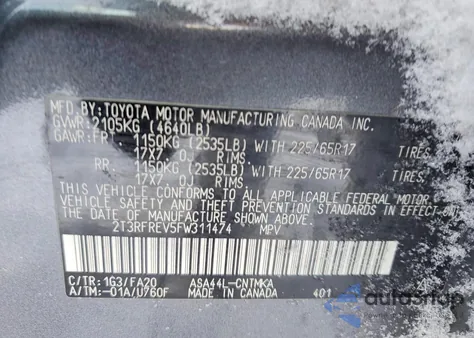 MFD.BY:TOYOTA MOTOR MANUFACTURING CANADA INC.
GVWR:2105KG (4640LB)
GAWR:FR 1150KG (2535LB) WITH 225/65R17 TIRES
17X7 0J RIMS.
RR 1150KG (2535LB) WITH 225/65R17 TIRES
17X7 0J RIMS.
THIS VEHICLE CONFORMS TO ALL APPLICABLE FEDERAL MOTOR
VEHICLE SAFETY AND THEFT PREVENTION STANDARDS IN EFFECT ON
THE DATE OF MANUFACTURE SHOWN ABOVE.
2T3RFREV5FW311474 MPV
C/TR:1G3/FA20 ASA44L-CNTMKA
A/TM:-01A/U760F MADE IN CANADA 401
autoshop